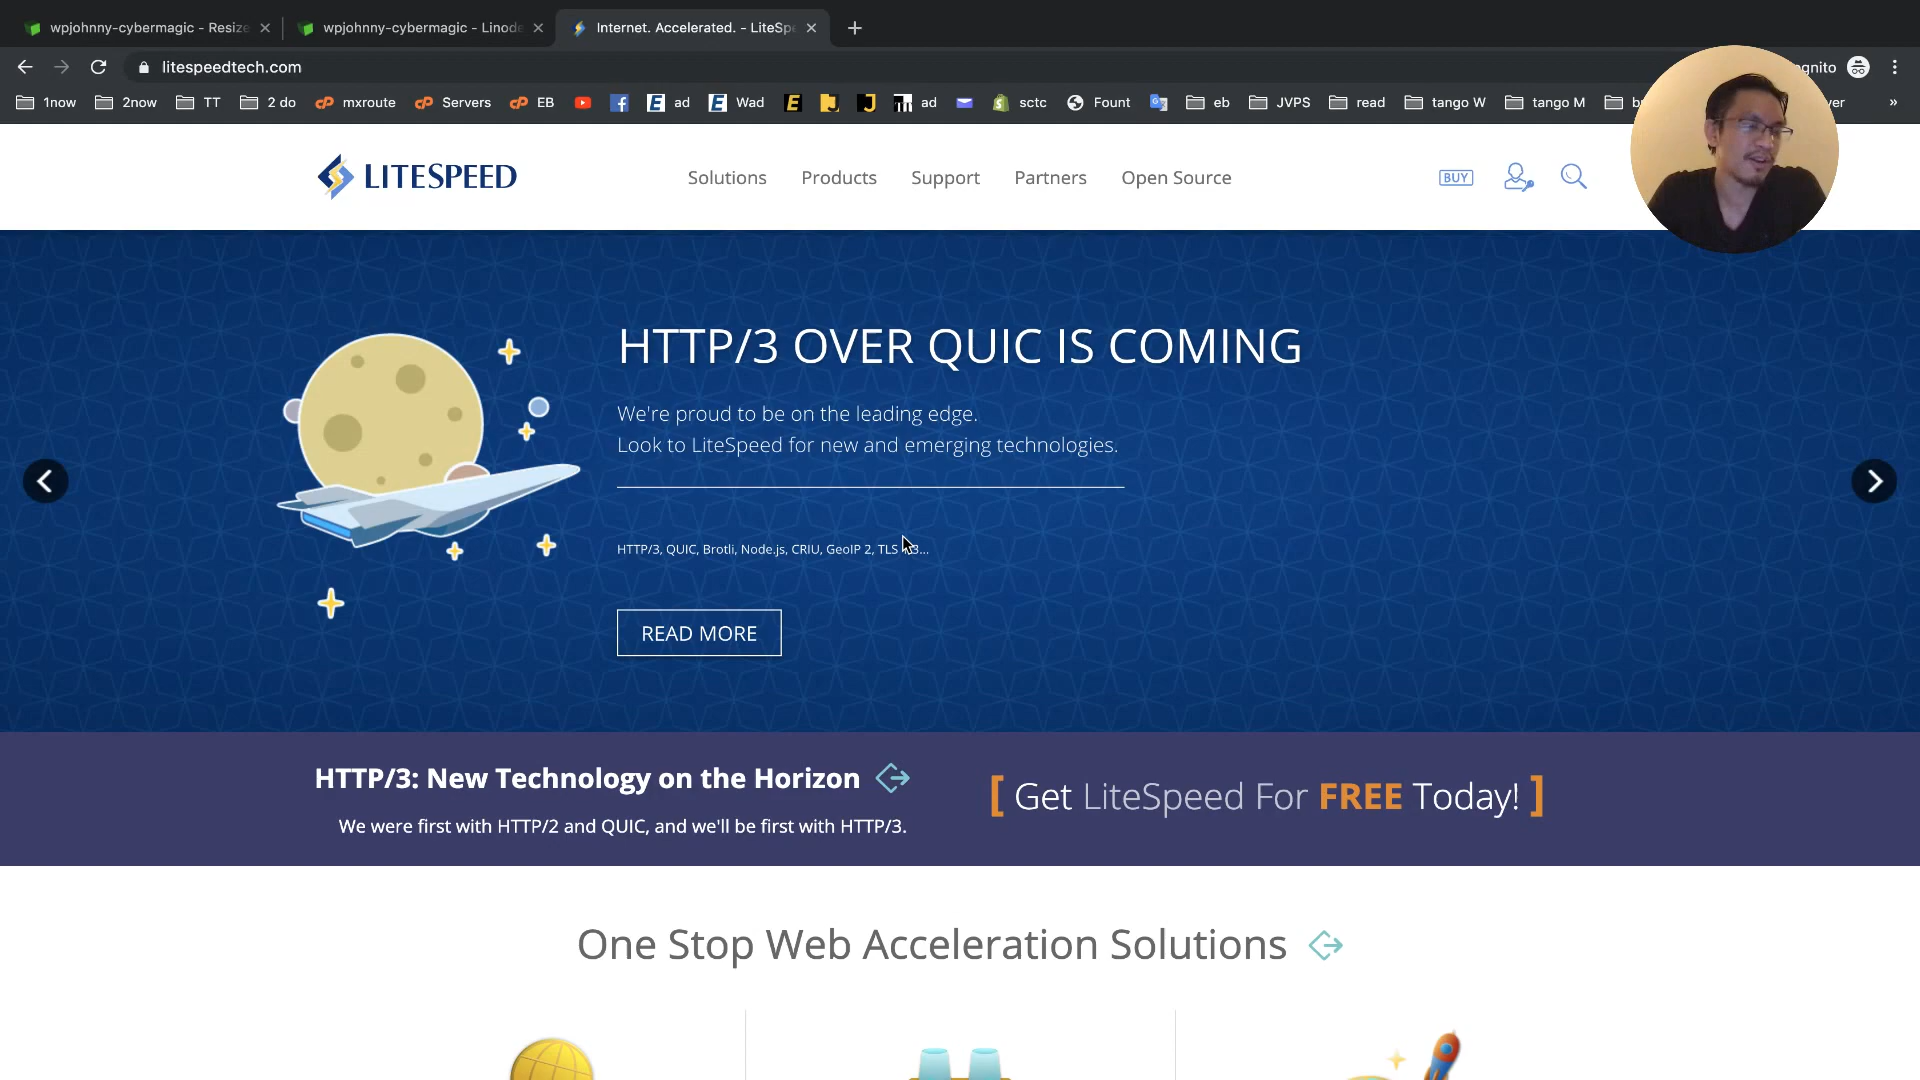 wpjohnny-cybermagic - Resize
wpjohnny-cybermagic - Linode
Internet. Accelerated. - LiteSpe
litespeedtech.com
1now
2now
TT
2 do
mxroute
Servers
EB
ad
Wad
ad
sctc
Fount
eb
JVPS
read
tango W
tango M
LITESPEED
Solutions
Products
Support
Partners
Open Source
BUY
HTTP/3 OVER QUIC IS COMING
We're proud to be on the leading edge.
Look to LiteSpeed for new and emerging technologies.
HTTP/3, QUIC, Brotli, Node.js, CRIU, GeoIP 2, TLS
READ MORE
HTTP/3: New Technology on the Horizon
We were first with HTTP/2 and QUIC, and we'll be first with HTTP/3.
[ Get LiteSpeed For FREE Today! ]
One Stop Web Acceleration Solutions